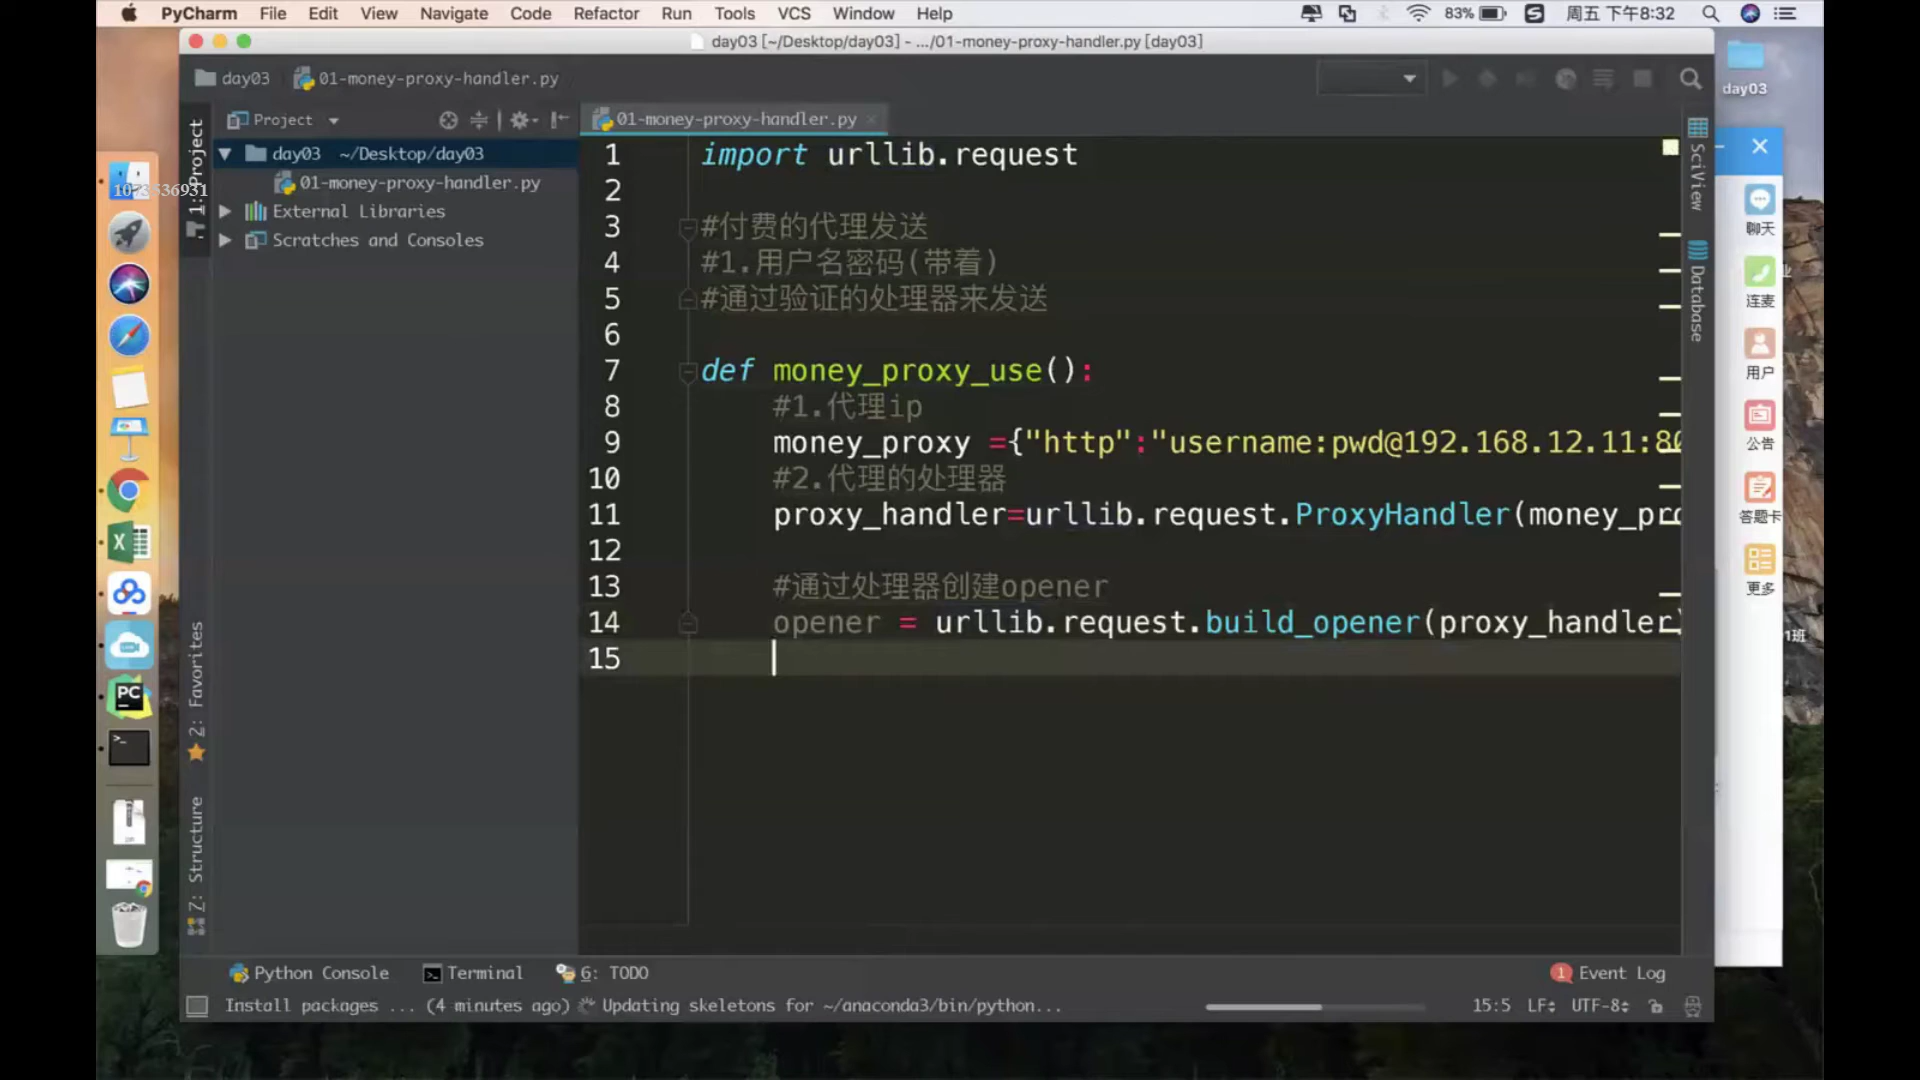 PyCharm File Edit View Navigate Code Refactor Run Tools VCS Window Help 83% 周五 下午8:32
day03 [~/Desktop/day03] - .../01-money-proxy-handler.py [day03]
day03 01-money-proxy-handler.py
day03
Project
01-money-proxy-handler.py
1: Project
day03 ~/Desktop/day03
01-money-proxy-handler.py
External Libraries
Scratches and Consoles
1073536931
1 import urllib.request
2
3 #付费的代理发送
4 #1.用户名密码(带着)
5 #通过验证的处理器来发送
6
7 def money_proxy_use():
8 #1.代理ip
9 money_proxy ={"http":"username:pwd@192.168.12.11:80
10 #2.代理的处理器
11 proxy_handler=urllib.request.ProxyHandler(money_pro
12
13 #通过处理器创建opener
14 opener = urllib.request.build_opener(proxy_handler)
15
SciView
Database
聊天
连麦
用户
公告
答题卡
更多
1班
2: Favorites
Z: Structure
PC
Python Console Terminal 6: TODO 1 Event Log
Install packages ... (4 minutes ago) Updating skeletons for ~/anaconda3/bin/python... 15:5 LF UTF-8